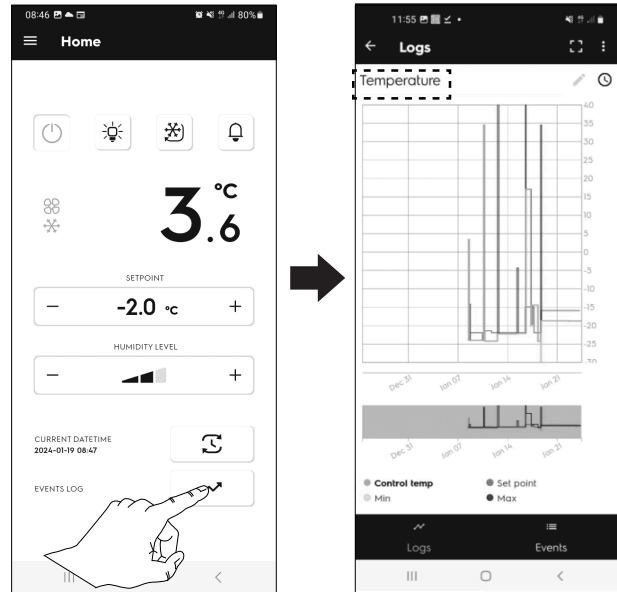 08:46 80%
Home
3.6 °C
SETPOINT
− -2.0 °C +
HUMIDITY LEVEL
− +
CURRENT DATETIME
2024-01-19 08:47
EVENTS LOG
11:55
Logs
Temperature
40
35
30
25
20
15
10
5
0
-5
-10
-15
-20
-25
Dec 31 Jan 07 Jan 14 Jan 21
Dec 31 Jan 07 Jan 14 Jan 21
Control temp Set point
Min Max
Logs Events